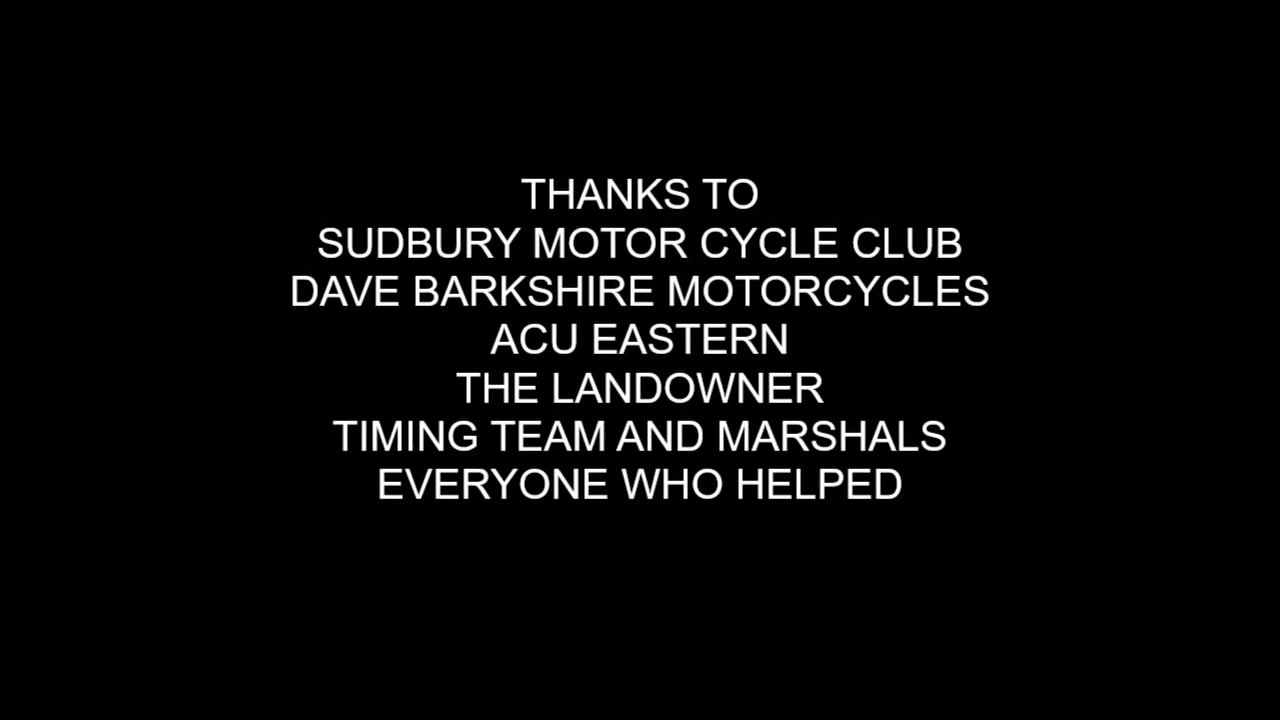 THANKS TO
SUDBURY MOTOR CYCLE CLUB
DAVE BARKSHIRE MOTORCYCLES
ACU EASTERN
THE LANDOWNER
TIMING TEAM AND MARSHALS
EVERYONE WHO HELPED